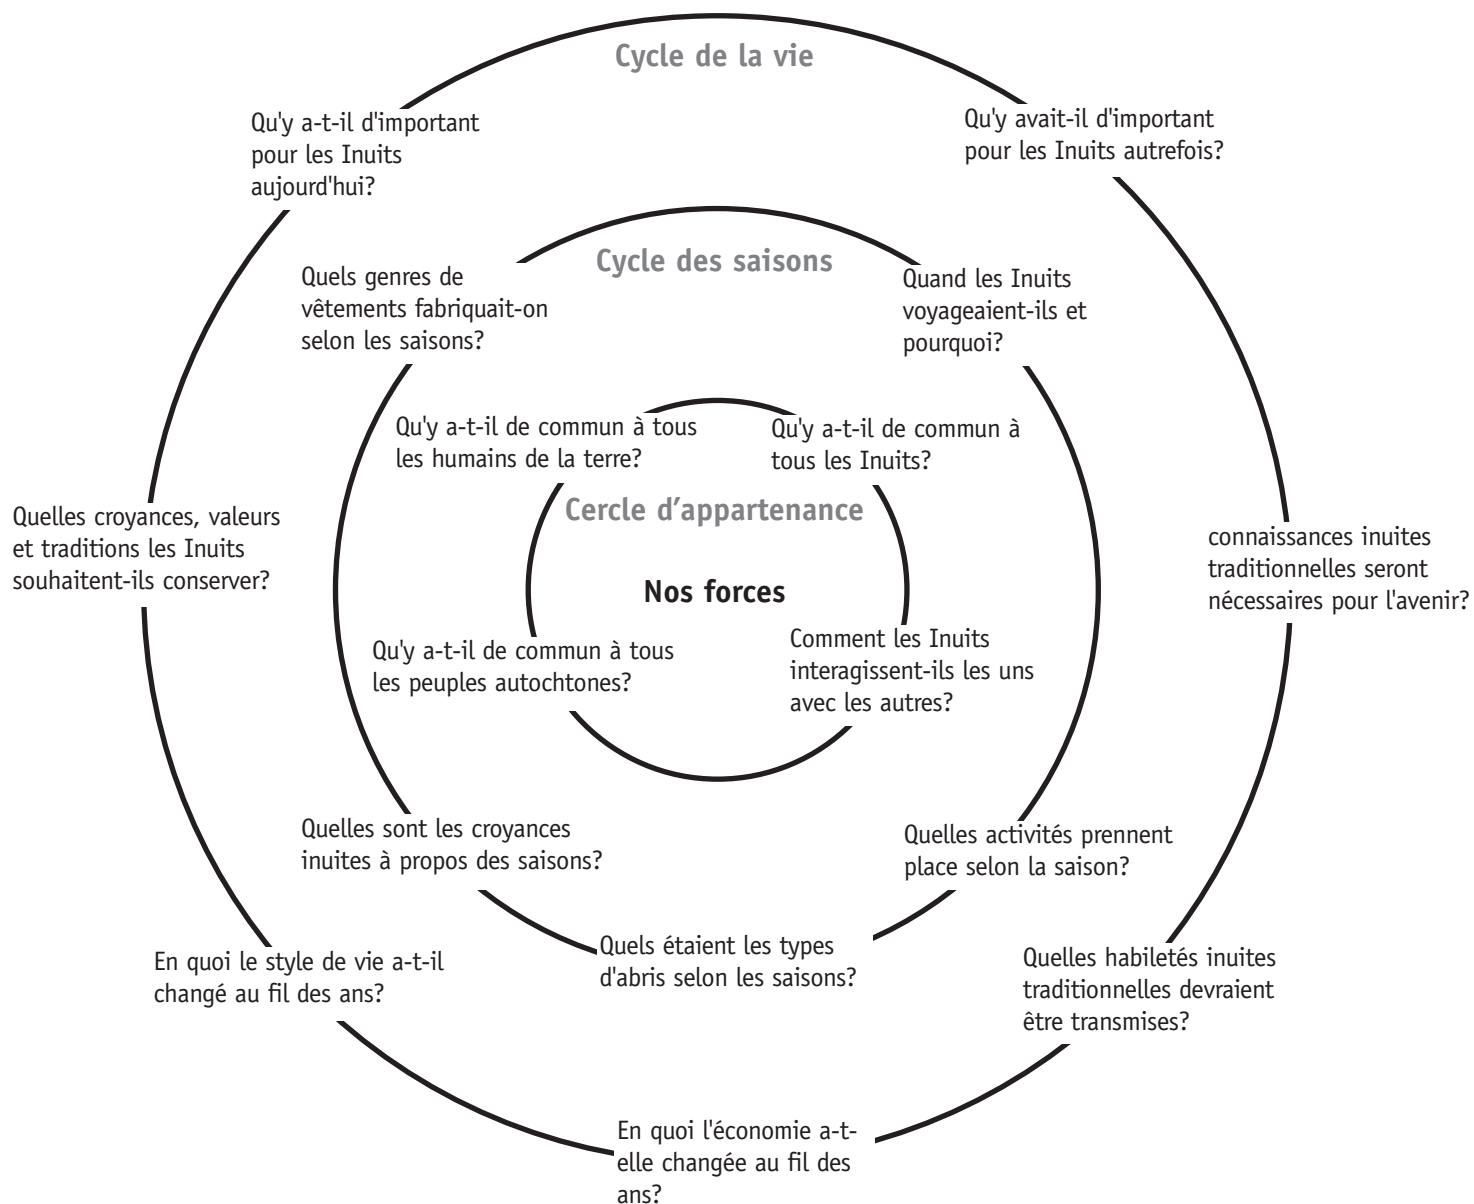 Cycle de la vie
Qu'y a-t-il d'important
pour les Inuits
aujourd'hui?
Qu'y avait-il d'important
pour les Inuits autrefois?
Cycle des saisons
Quels genres de
vêtements fabriquait-on
selon les saisons?
Quand les Inuits
voyageaient-ils et
pourquoi?
Qu'y a-t-il de commun à tous
les humains de la terre?
Qu'y a-t-il de commun à
tous les Inuits?
Cercle d’appartenance
Quelles croyances, valeurs
et traditions les Inuits
souhaitent-ils conserver?
connaissances inuites
traditionnelles seront
nécessaires pour l'avenir?
Nos forces
Qu'y a-t-il de commun à tous
les peuples autochtones?
Comment les Inuits
interagissent-ils les uns
avec les autres?
Quelles sont les croyances
inuites à propos des saisons?
Quelles activités prennent
place selon la saison?
Quels étaient les types
d'abris selon les saisons?
En quoi le style de vie a-t-il
changé au fil des ans?
Quelles habiletés inuites
traditionnelles devraient
être transmises?
En quoi l'économie a-t-
elle changée au fil des
ans?